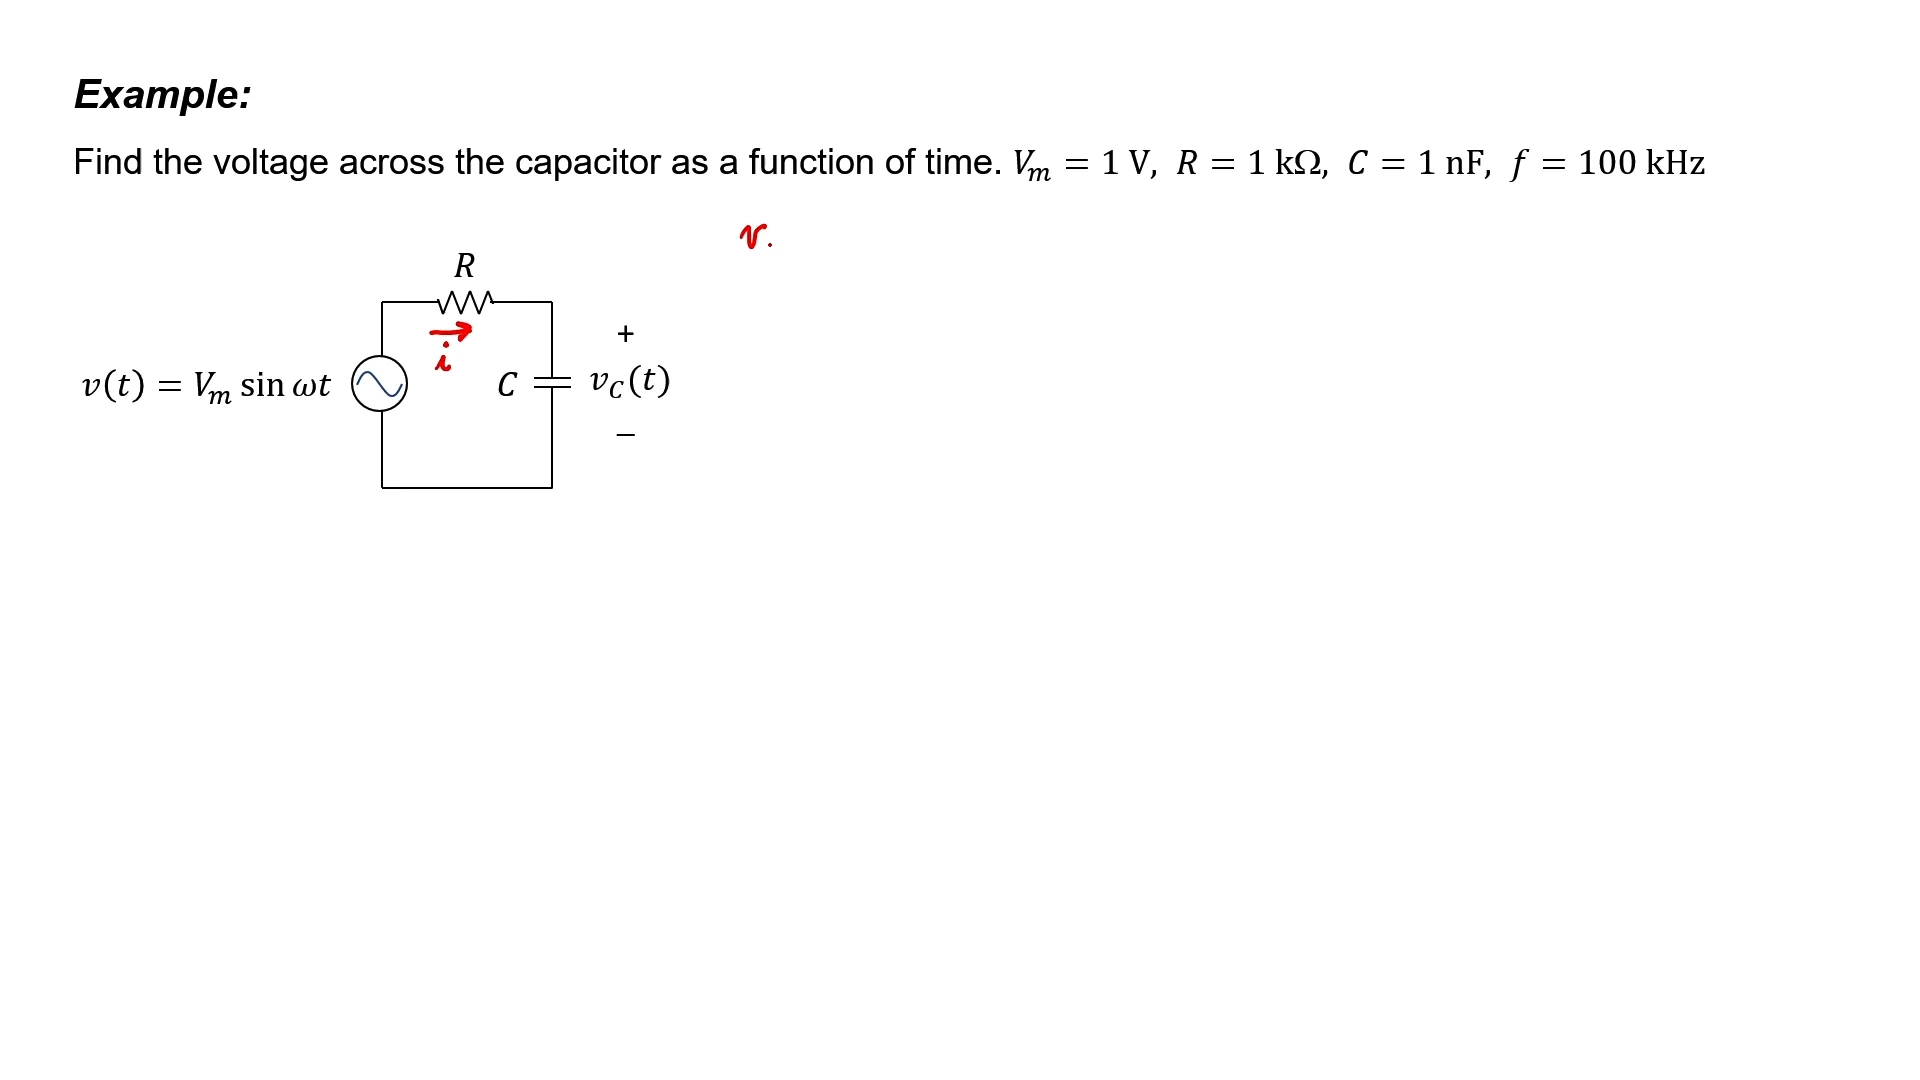 Example:
Find the voltage across the capacitor as a function of time. Vₘ = 1 V, R = 1 kΩ, C = 1 nF, f = 100 kHz
v.
R
+
i
v(t) = Vₘ sin ωt
C
v_C(t)
−